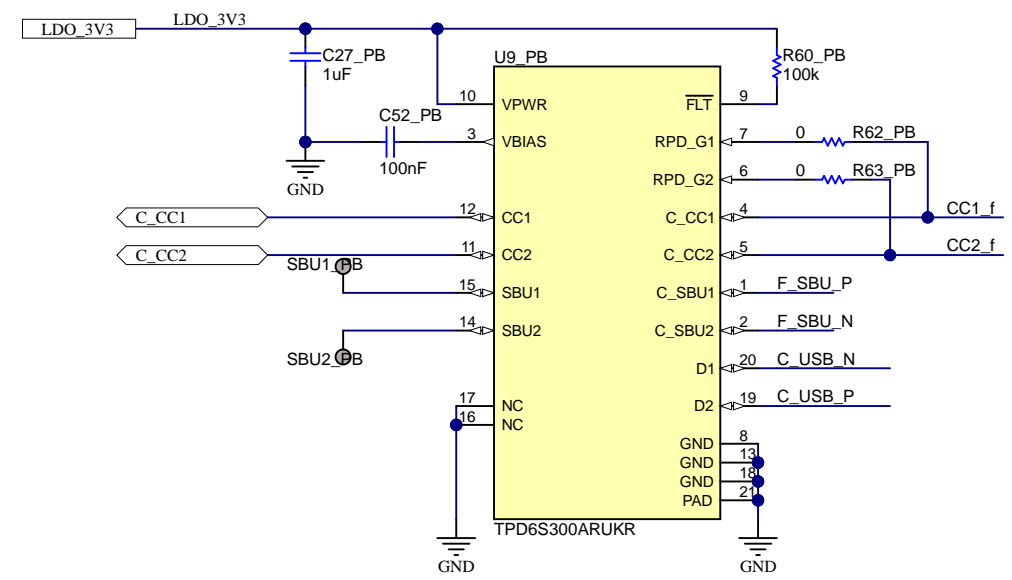 LDO_3V3
LDO_3V3
C27_PB
1uF
U9_PB
R60_PB
100k
10 VPWR
FLT 9
C52_PB
100nF
3 VBIAS
RPD_G1 7
0 R62_PB
GND
RPD_G2 6
0 R63_PB
C_CC1
12 CC1
C_CC1 4
CC1_f
C_CC2
11 CC2
C_CC2 5
CC2_f
SBU1_PB
15 SBU1
C_SBU1 1
F_SBU_P
14 SBU2
C_SBU2 2
F_SBU_N
SBU2_PB
D1 20
C_USB_N
17 NC
D2 19
C_USB_P
16 NC
GND 8
GND 13
GND 18
PAD 21
TPD6S300ARUKR
GND
GND